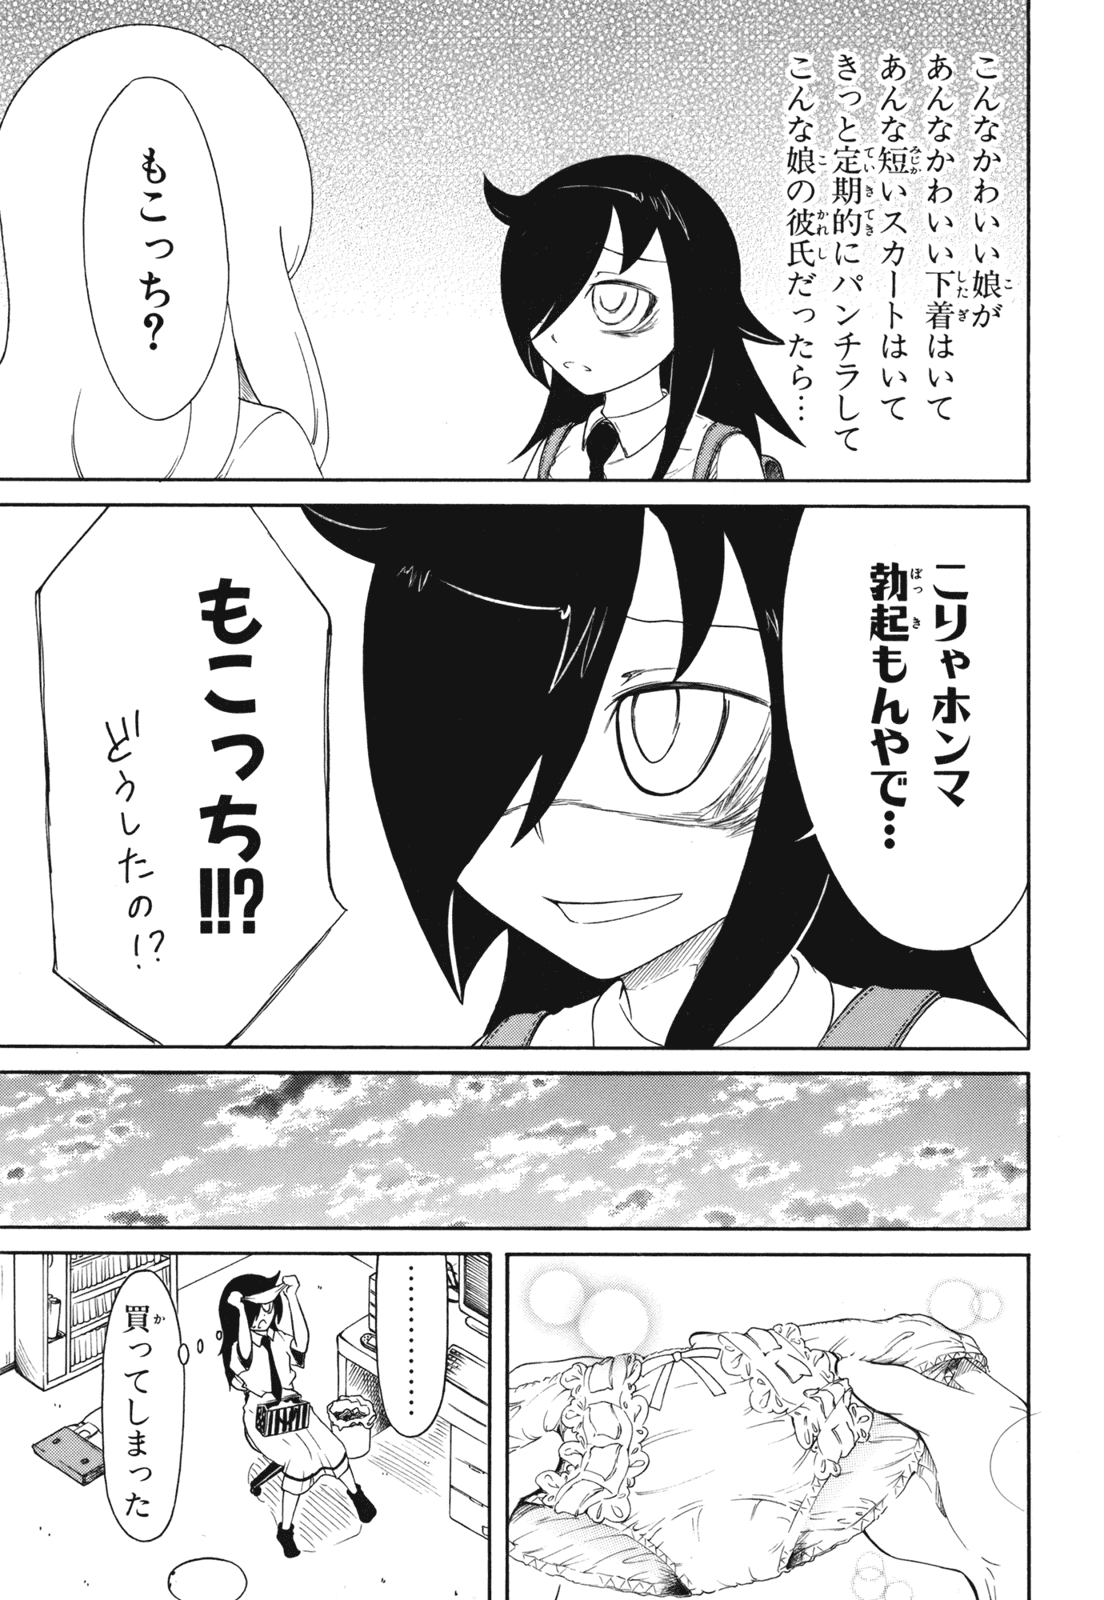 こんなかわいい娘が
あんなかわいい下着はいて
あんな短いスカートはいて
きっと定期的にパンチラして
こんな娘の彼氏だったら…
もこっち?
こりゃホンマ
勃起もんやで…
もこっち!!?
どうしたの!?
………
買ってしまった